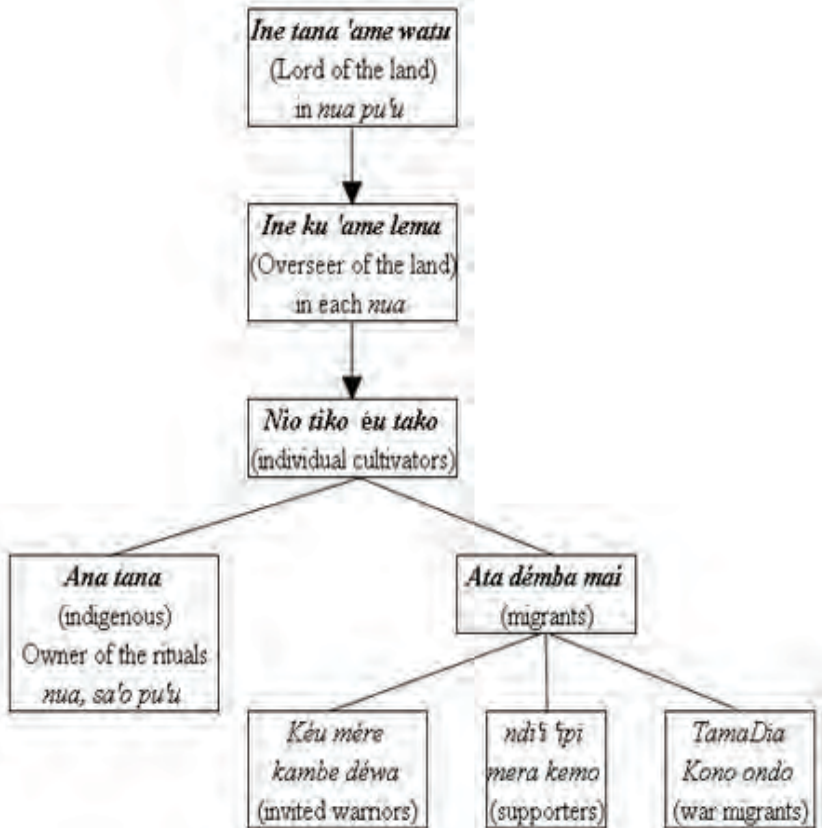 Ine tana 'ame watu
(Lord of the land)
in nua pu'u
Ine ku 'ame lema
(Overseer of the land)
in each nua
Nio tiko éu tako
(individual cultivators)
Ana tana
(indigenous)
Owner of the rituals
nua, sa'o pu'u
Ata démba mai
(migrants)
Kéu mére
kambe déwa
(invited warriors)
ndi'i 'ipi
mera kemo
(supporters)
TamaDia
Kono ondo
(war migrants)